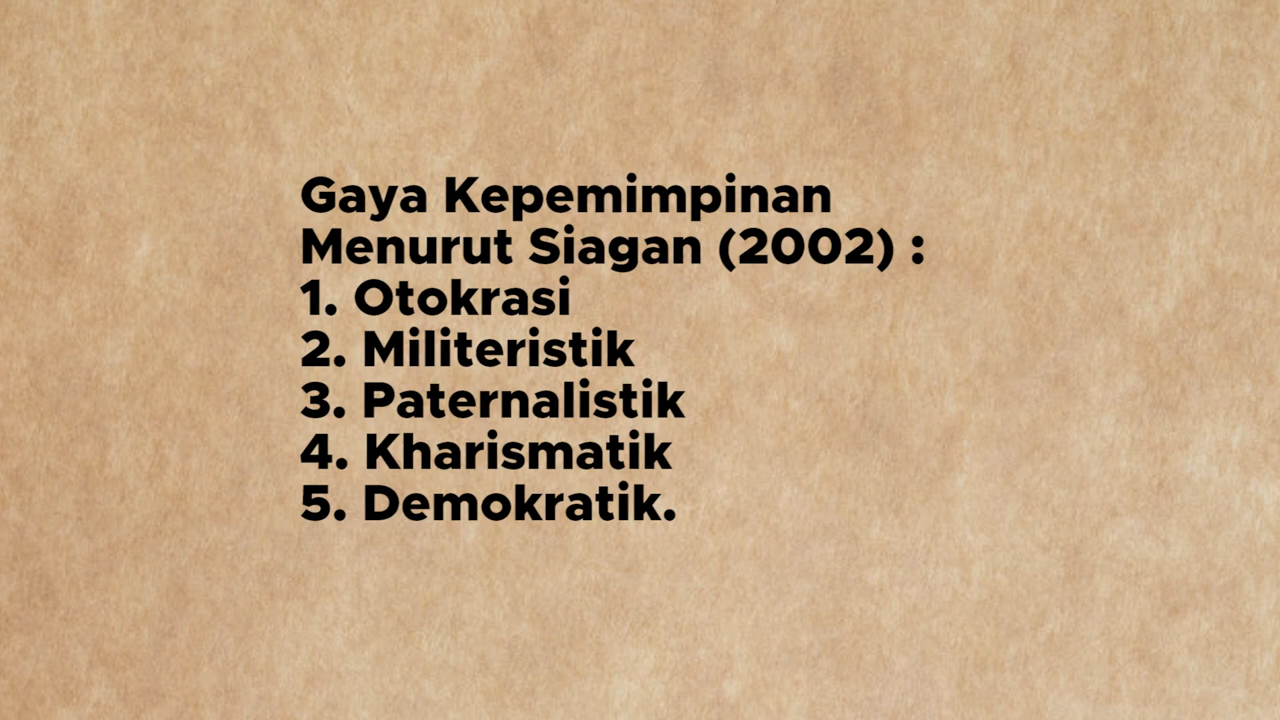 Gaya Kepemimpinan
Menurut Siagan (2002) :
1. Otokrasi
2. Militeristik
3. Paternalistik
4. Kharismatik
5. Demokratik.